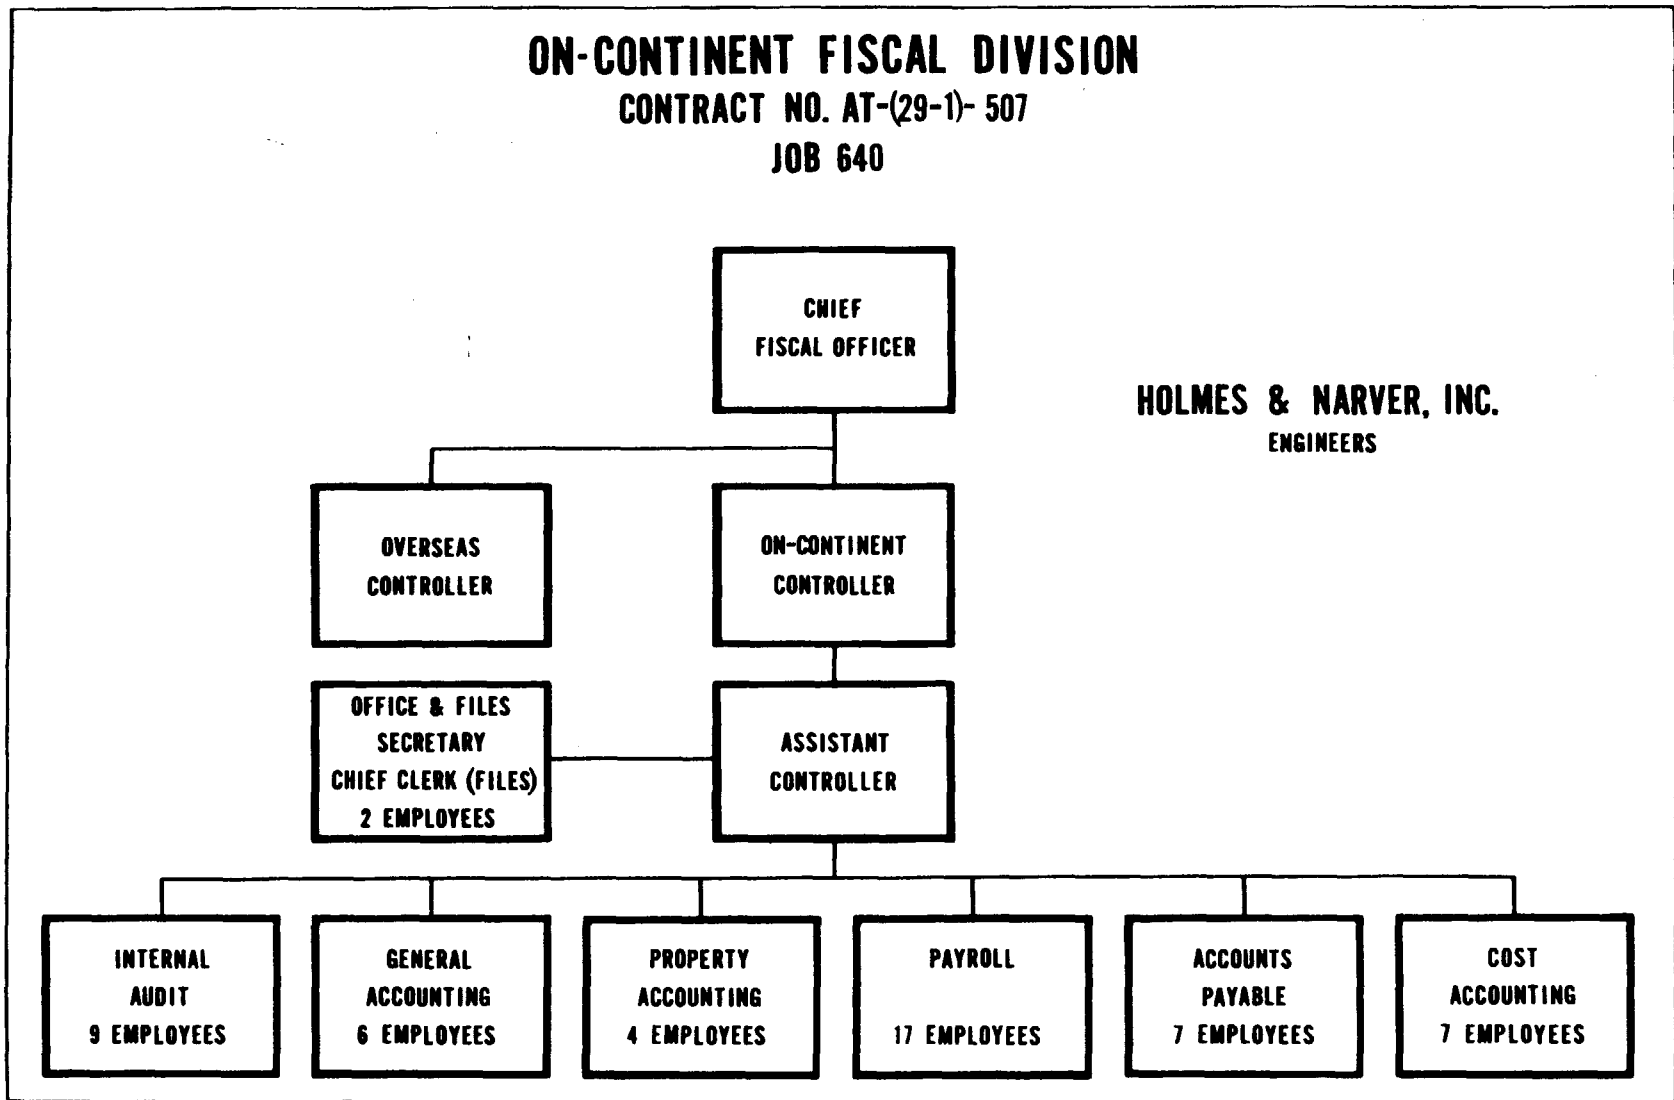 ON-CONTINENT FISCAL DIVISION
CONTRACT NO. AT-(29-1)- 507
JOB 640
CHIEF
FISCAL OFFICER
HOLMES & NARVER, INC.
ENGINEERS
OVERSEAS
CONTROLLER
ON-CONTINENT
CONTROLLER
OFFICE & FILES
SECRETARY
CHIEF CLERK (FILES)
2 EMPLOYEES
ASSISTANT
CONTROLLER
INTERNAL
AUDIT
9 EMPLOYEES
GENERAL
ACCOUNTING
6 EMPLOYEES
PROPERTY
ACCOUNTING
4 EMPLOYEES
PAYROLL
17 EMPLOYEES
ACCOUNTS
PAYABLE
7 EMPLOYEES
COST
ACCOUNTING
7 EMPLOYEES